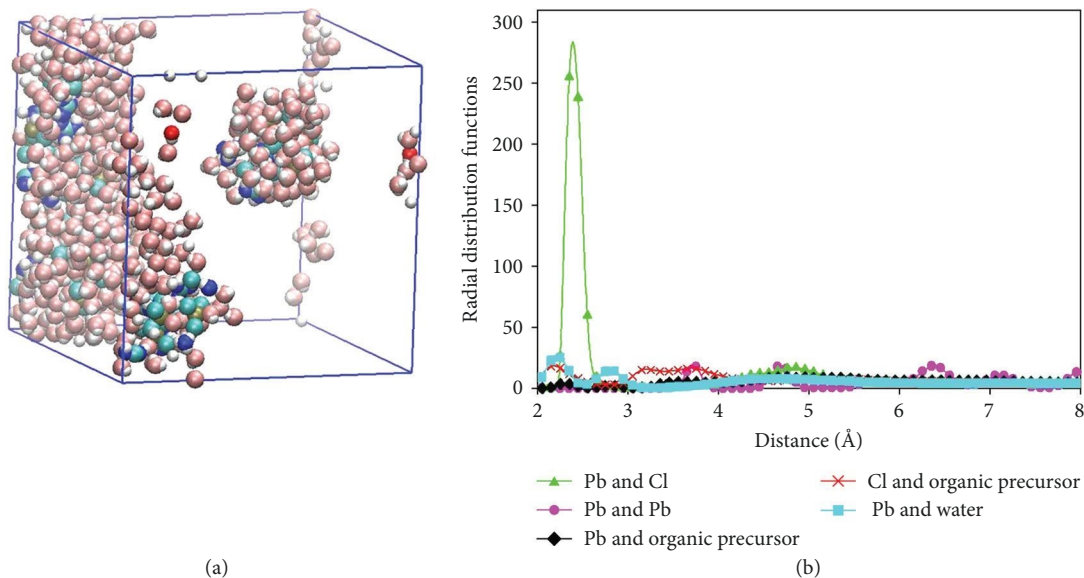 300
250
200
150
100
50
0
Radial distribution functions
2 3 4 5 6 7 8
Distance (Å)
Pb and Cl
Pb and Pb
Pb and organic precursor
Cl and organic precursor
Pb and water
(a)
(b)